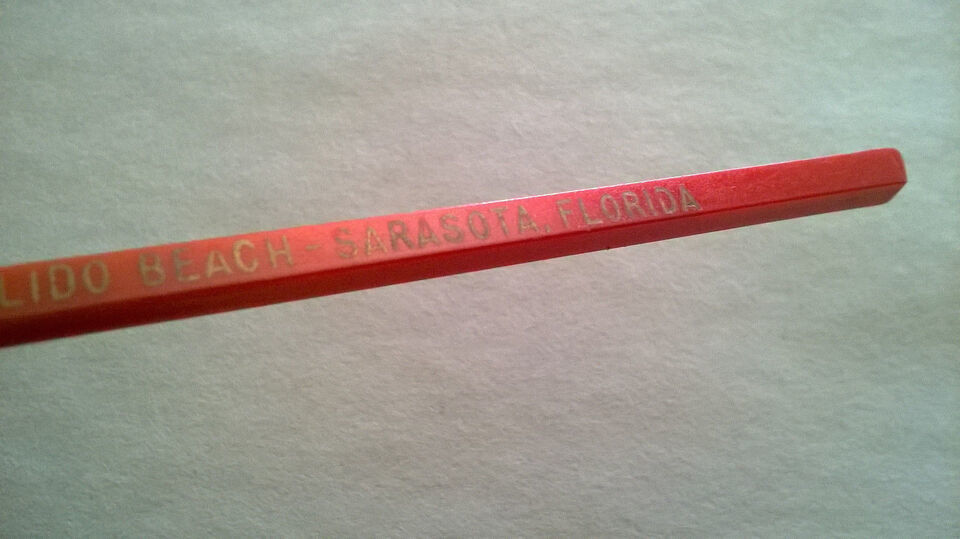 LIDO BEACH - SARASOTA, FLORIDA